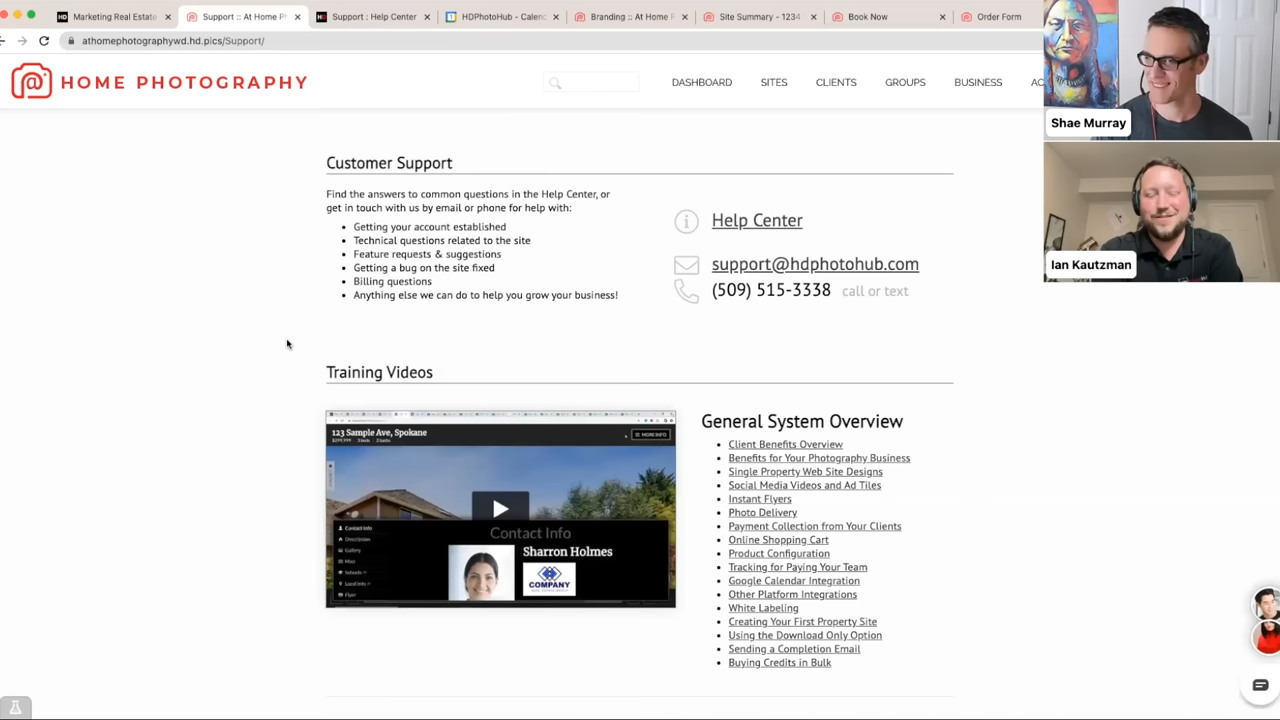 Marketing Real Estate
Support :: At Home P
Support : Help Center
HDPhotoHub - Calend
Branding :: At Home P
Site Summary - 1234
Book Now
Order Form
athomephotographywd.hd.pics/Support/
HOME PHOTOGRAPHY
DASHBOARD
SITES
CLIENTS
GROUPS
BUSINESS
Shae Murray
Ian Kautzman
Customer Support
Find the answers to common questions in the Help Center, or
get in touch with us by email or phone for help with:
Getting your account established
Technical questions related to the site
Feature requests & suggestions
Getting a bug on the site fixed
Billing questions
Anything else we can do to help you grow your business!
Help Center
support@hdphotohub.com
(509) 515-3338 call or text
Training Videos
123 Sample Ave, Spokane
MORE INFO
Contact Info
Description
Gallery
Map
Schools
Local Info
Flyer
Contact Info
Sharron Holmes
COMPANY
General System Overview
Client Benefits Overview
Benefits for Your Photography Business
Single Property Web Site Designs
Social Media Videos and Ad Tiles
Instant Flyers
Photo Delivery
Payment Collection from Your Clients
Online Shopping Cart
Product Configuration
Tracking for Paying Your Team
Google Calendar Integration
Other Platform Integrations
White Labeling
Creating Your First Property Site
Using the Download Only Option
Sending a Completion Email
Buying Credits in Bulk